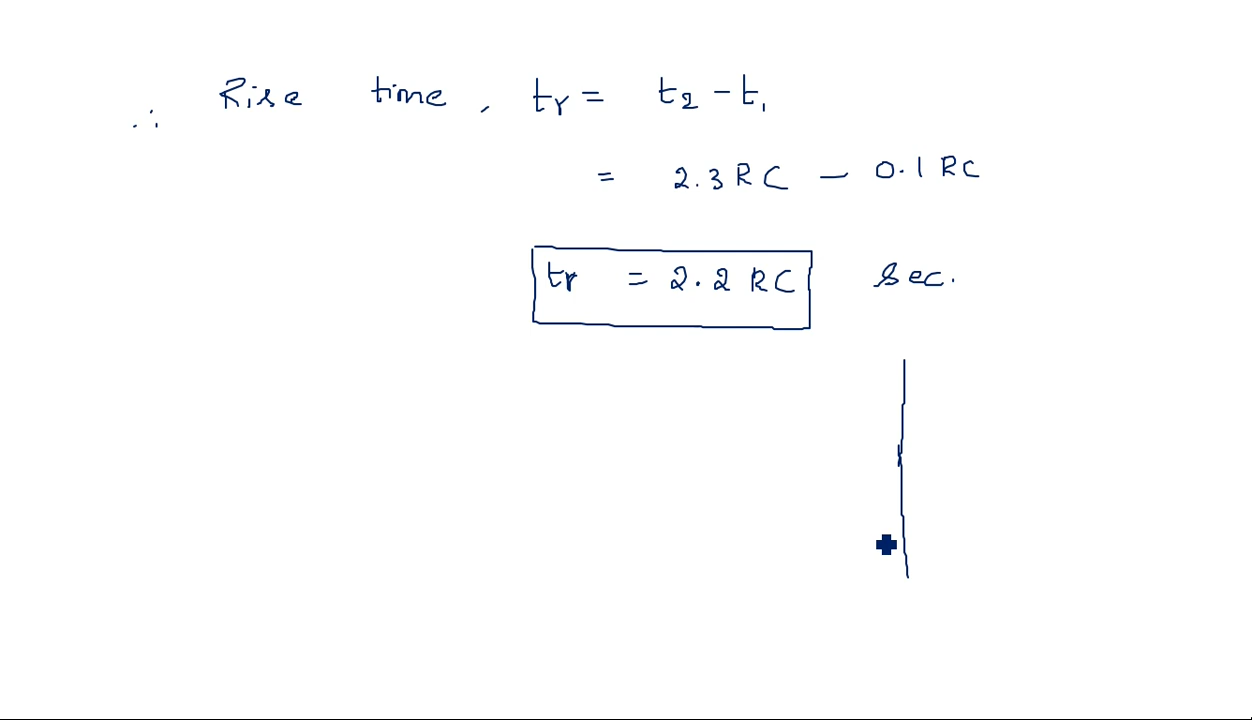 ∴ Rise time, tr = t2 - t1
= 2.3 RC - 0.1 RC
tr = 2.2 RC sec.